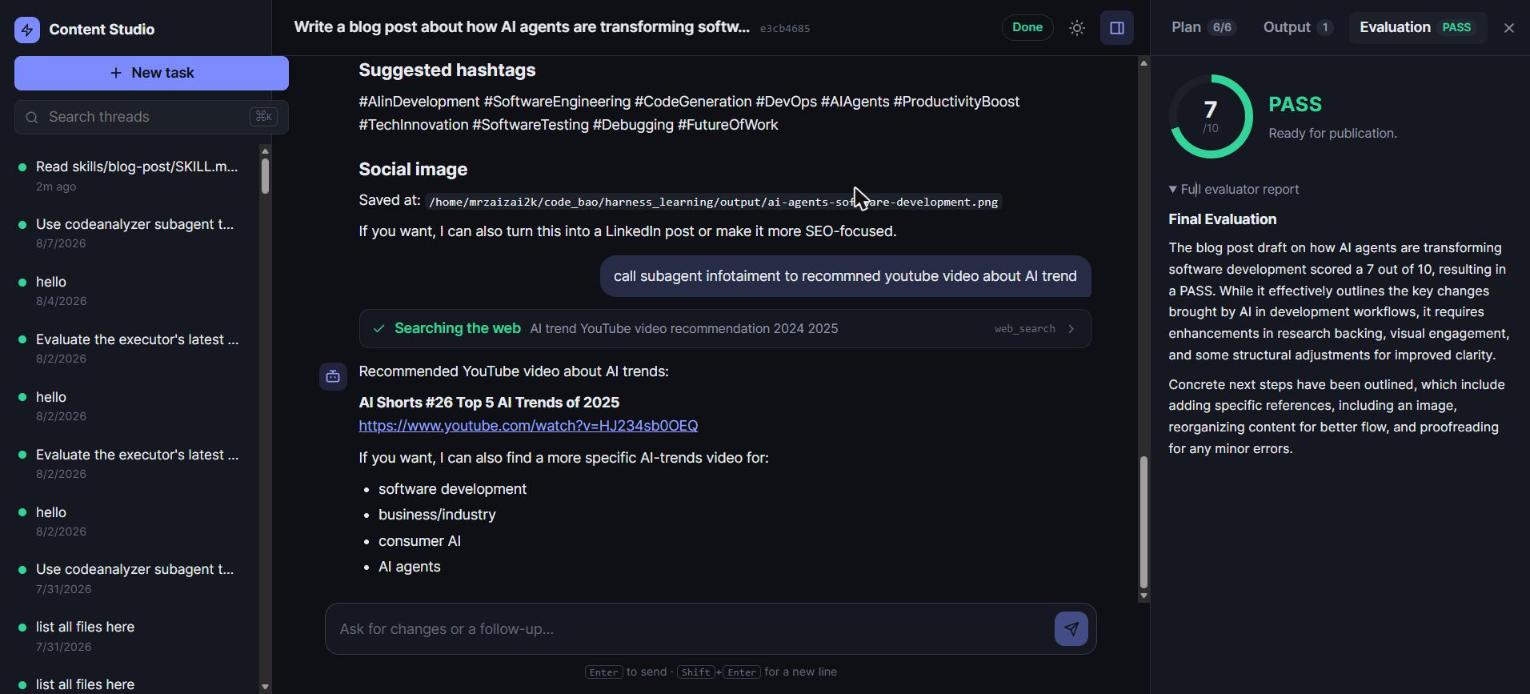 Content Studio
New task
Search threads
⌘K
Read skills/blog-post/SKILL.m...
2m ago
Use codeanalyzer subagent t...
8/7/2026
hello
8/4/2026
Evaluate the executor's latest ...
8/2/2026
hello
8/2/2026
Evaluate the executor's latest ...
8/2/2026
hello
8/2/2026
Use codeanalyzer subagent t...
7/31/2026
list all files here
7/31/2026
list all files here
Write a blog post about how AI agents are transforming softw...
e3cb4685
Done
Suggested hashtags
#AIinDevelopment #SoftwareEngineering #CodeGeneration #DevOps #AIAgents #ProductivityBoost
#TechInnovation #SoftwareTesting #Debugging #FutureOfWork
Social image
Saved at: /home/mrzaizai2k/code_bao/harness_learning/output/ai-agents-software-development.png
If you want, I can also turn this into a LinkedIn post or make it more SEO-focused.
call subagent infotaiment to recommned youtube video about AI trend
Searching the web AI trend YouTube video recommendation 2024 2025 web_search
Recommended YouTube video about AI trends:
AI Shorts #26 Top 5 AI Trends of 2025
https://www.youtube.com/watch?v=HJ234sb0OEQ
If you want, I can also find a more specific AI-trends video for:
• software development
• business/industry
• consumer AI
• AI agents
Ask for changes or a follow-up...
Enter to send · Shift+Enter for a new line
Plan 6/6 Output 1 Evaluation PASS
7
/10
PASS
Ready for publication.
Full evaluator report
Final Evaluation
The blog post draft on how AI agents are transforming
software development scored a 7 out of 10, resulting in
a PASS. While it effectively outlines the key changes
brought by AI in development workflows, it requires
enhancements in research backing, visual engagement,
and some structural adjustments for improved clarity.
Concrete next steps have been outlined, which include
adding specific references, including an image,
reorganizing content for better flow, and proofreading
for any minor errors.